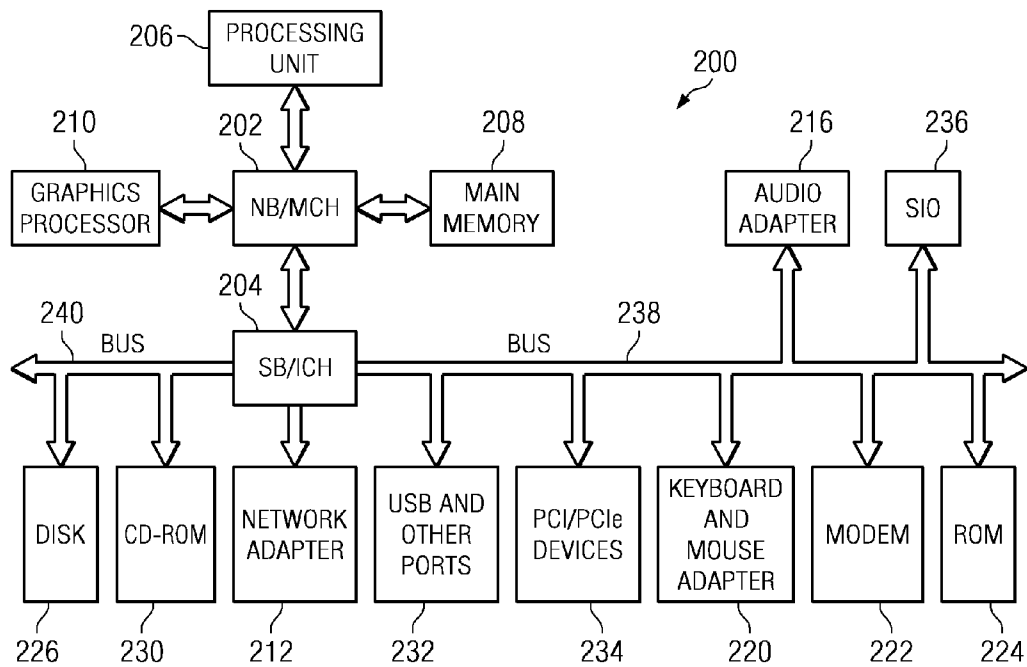 206
PROCESSING
UNIT
200
210
202
208
216
236
GRAPHICS
PROCESSOR
NB/MCH
MAIN
MEMORY
AUDIO
ADAPTER
SIO
240
204
238
BUS
SB/ICH
BUS
DISK
CD-ROM
NETWORK
ADAPTER
USB AND
OTHER
PORTS
PCI/PCIe
DEVICES
KEYBOARD
AND
MOUSE
ADAPTER
MODEM
ROM
226
230
212
232
234
220
222
224